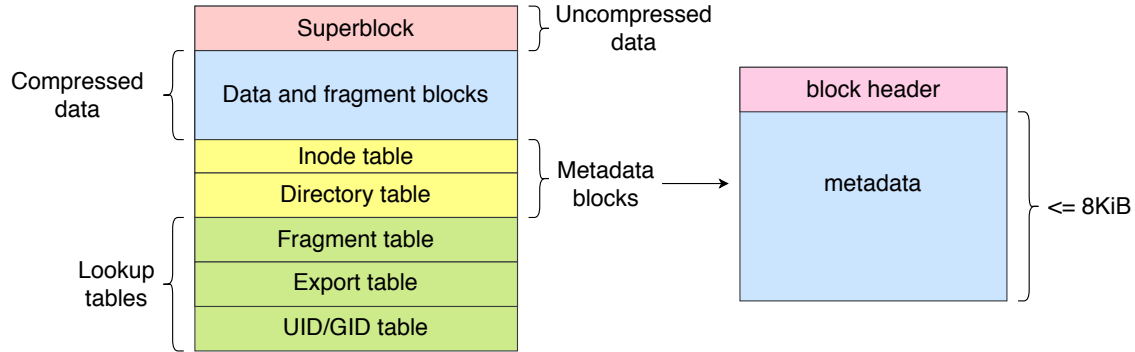 Superblock
Uncompressed
data
Compressed
data
Data and fragment blocks
Inode table
Directory table
Metadada
blocks
Lookup
tables
Fragment table
Export table
UID/GID table
block header
metadata
<= 8KiB